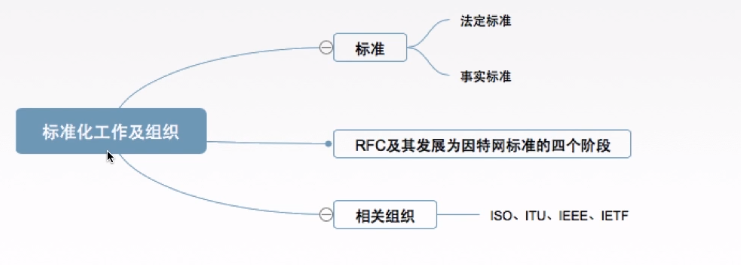 法定标准
标准
事实标准
标准化工作及组织
RFC及其发展为因特网标准的四个阶段
相关组织
ISO、ITU、IEEE、IETF